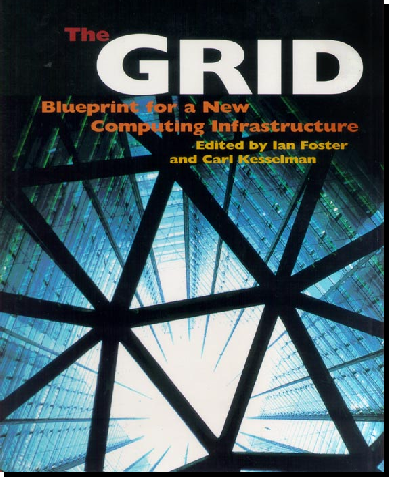 The
GRID
Blueprint for a New
Computing Infrastructure
Edited by Ian Foster
and Carl Kesselman